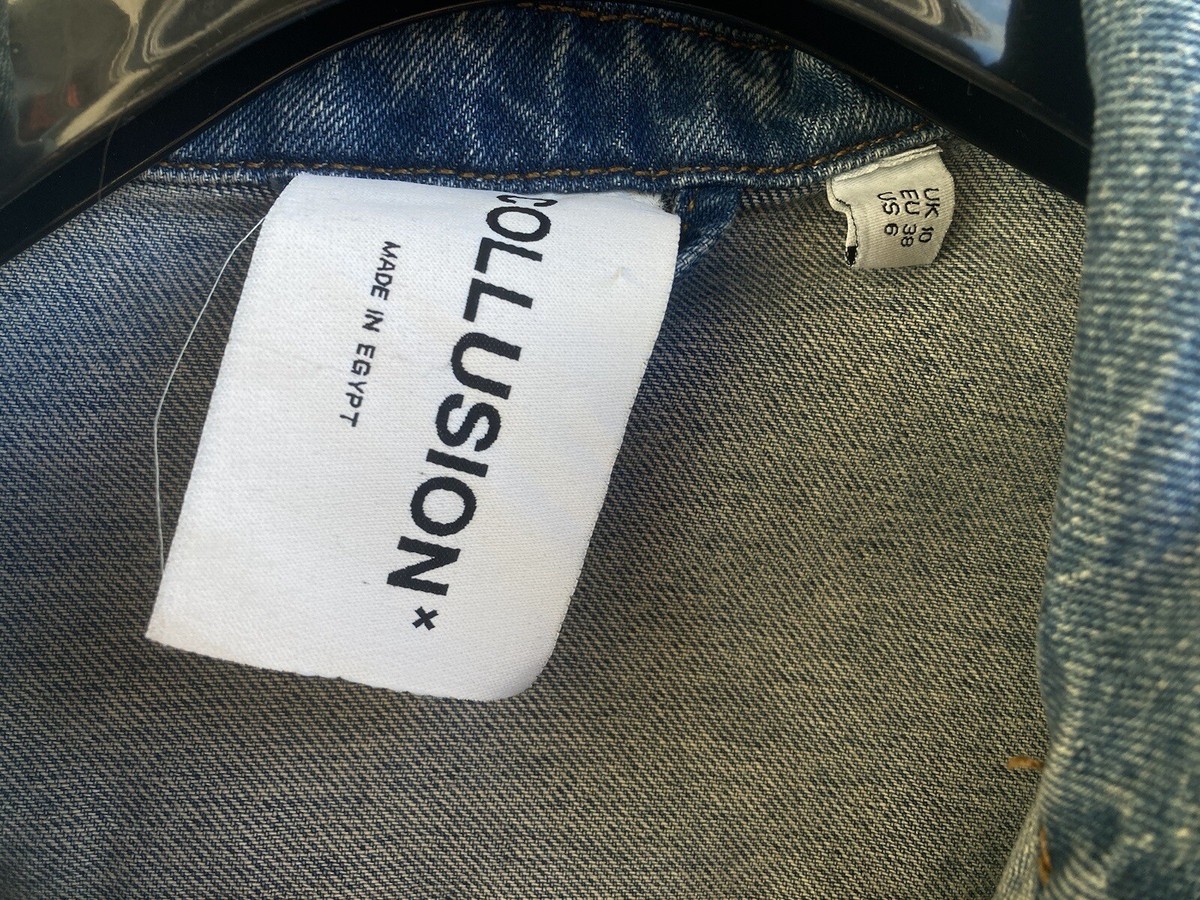 COLLUSION×
MADE IN EGYPT
UK 10
EU 38
US 6